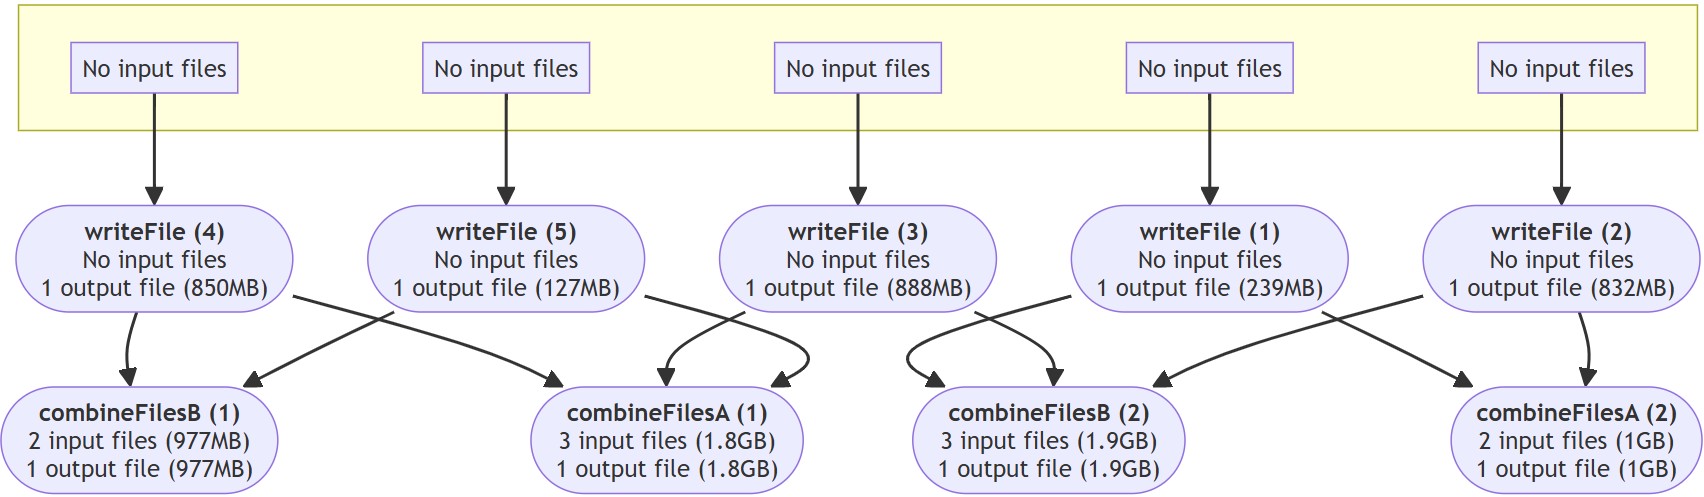 No input files
No input files
No input files
No input files
No input files
writeFile (4)
No input files
1 output file (850MB)
writeFile (5)
No input files
1 output file (127MB)
writeFile (3)
No input files
1 output file (888MB)
writeFile (1)
No input files
1 output file (239MB)
writeFile (2)
No input files
1 output file (832MB)
combineFilesB (1)
2 input files (977MB)
1 output file (977MB)
combineFilesA (1)
3 input files (1.8GB)
1 output file (1.8GB)
combineFilesB (2)
3 input files (1.9GB)
1 output file (1.9GB)
combineFilesA (2)
2 input files (1GB)
1 output file (1GB)